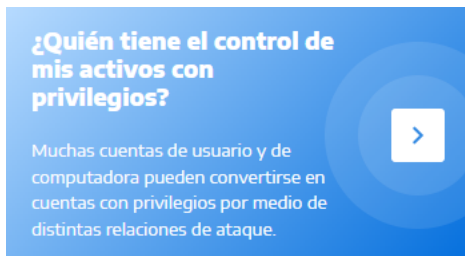 ¿Quién tiene el control de
mis activos con
privilegios?
Muchas cuentas de usuario y de
computadora pueden convertirse en
cuentas con privilegios por medio de
distintas relaciones de ataque.